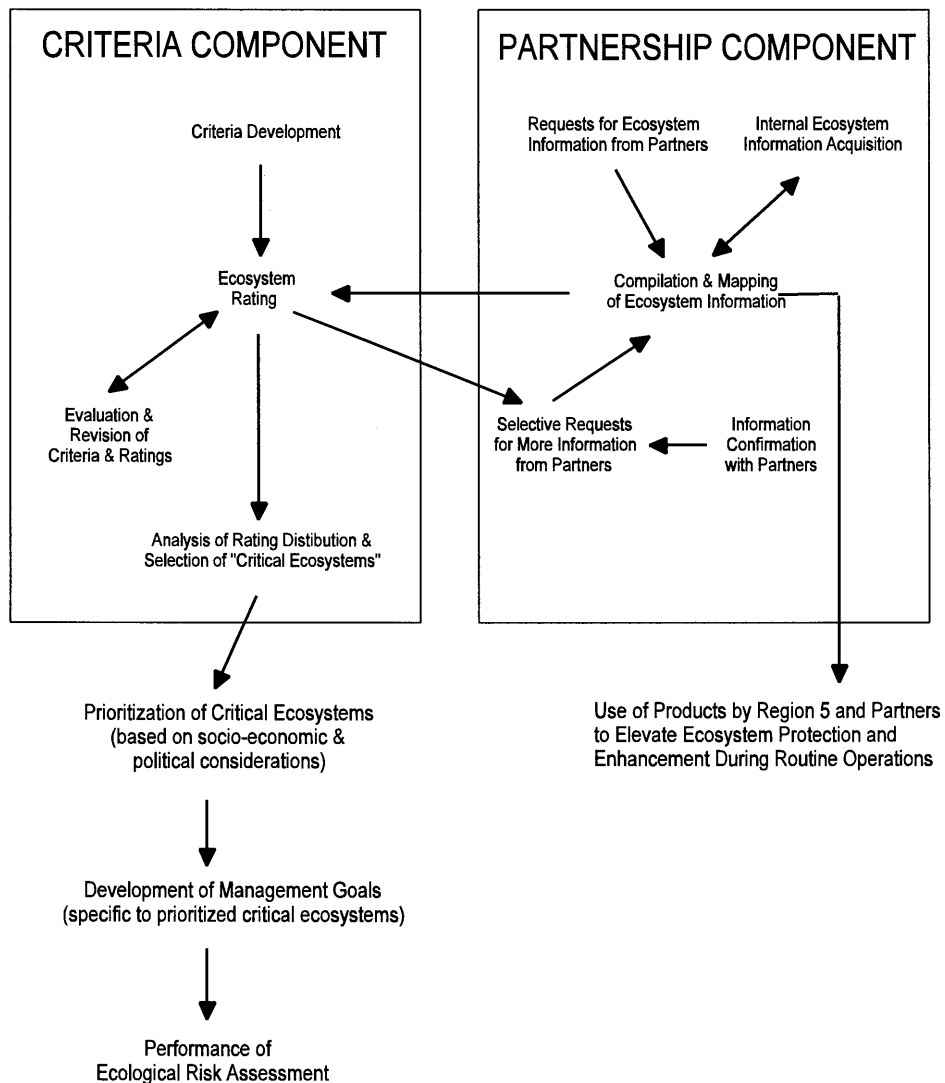 CRITERIA COMPONENT
Criteria Development
Ecosystem
Rating
Evaluation &
Revision of
Criteria & Ratings
Analysis of Rating Distibution &
Selection of "Critical Ecosystems"
PARTNERSHIP COMPONENT
Requests for Ecosystem
Information from Partners
Internal Ecosystem
Information Acquisition
Compilation & Mapping
of Ecosystem Information
Selective Requests
for More Information
from Partners
Information
Confirmation
with Partners
Prioritization of Critical Ecosystems
(based on socio-economic &
political considerations)
Development of Management Goals
(specific to prioritized critical ecosystems)
Performance of
Ecological Risk Assessment
Use of Products by Region 5 and Partners
to Elevate Ecosystem Protection and
Enhancement During Routine Operations